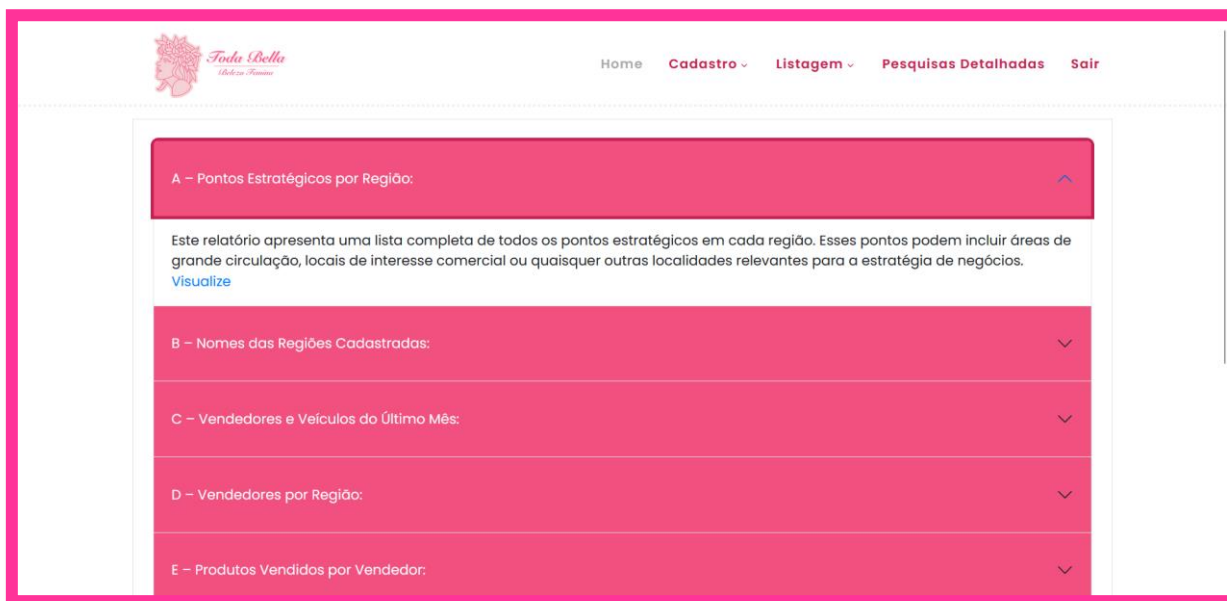 Toda Bella
Beleza Feminina
Home Cadastro Listagem Pesquisas Detalhadas Sair
A – Pontos Estratégicos por Região:
Este relatório apresenta uma lista completa de todos os pontos estratégicos em cada região. Esses pontos podem incluir áreas de
grande circulação, locais de interesse comercial ou quaisquer outras localidades relevantes para a estratégia de negócios.
Visualize
B – Nomes das Regiões Cadastradas:
C – Vendedores e Veículos do Último Mês:
D – Vendedores por Região:
E – Produtos Vendidos por Vendedor: